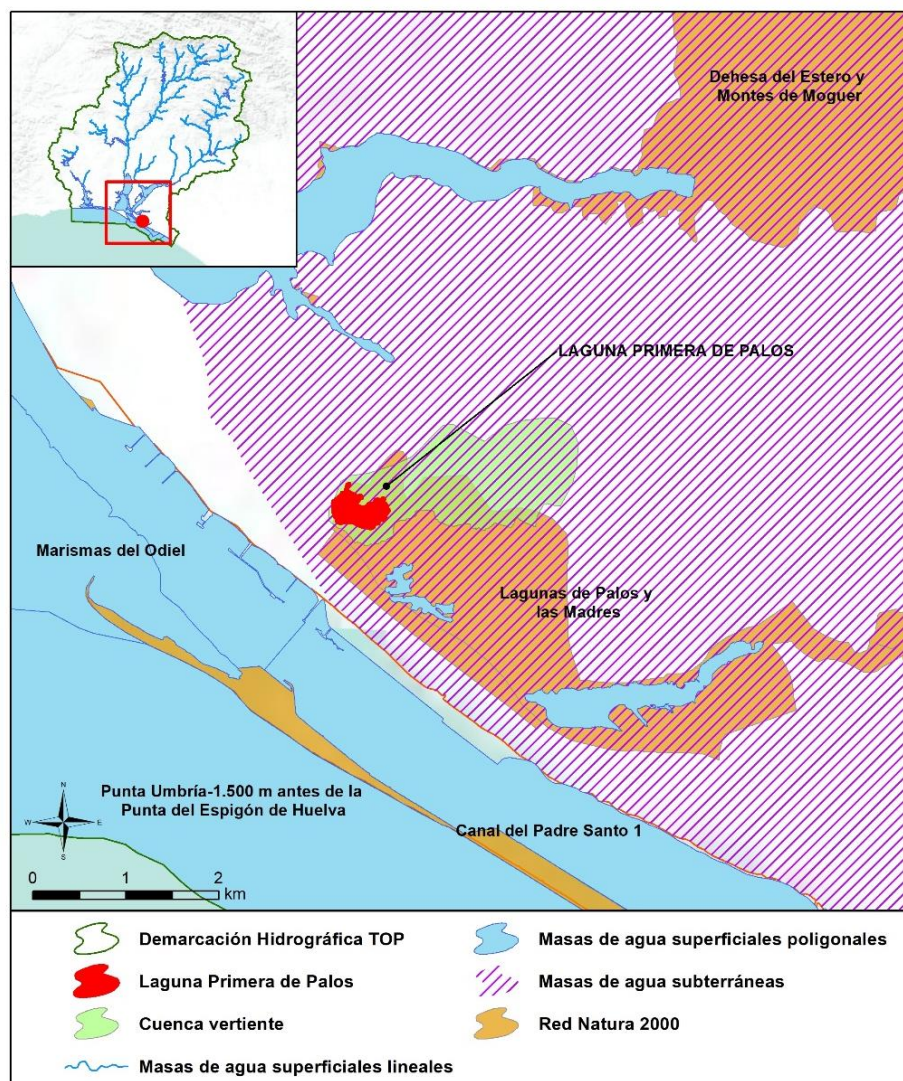 Dehesa del Estero y
Montes de Moguer
LAGUNA PRIMERA DE PALOS
Marismas del Odiel
Lagunas de Palos y
las Madres
Punta Umbría-1.500 m antes de la
Punta del Espigón de Huelva
Canal del Padre Santo 1
N
W E
S
0 1 2
km
Demarcación Hidrográfica TOP
Masas de agua superficiales poligonales
Laguna Primera de Palos
Masas de agua subterráneas
Cuenca vertiente
Red Natura 2000
Masas de agua superficiales lineales